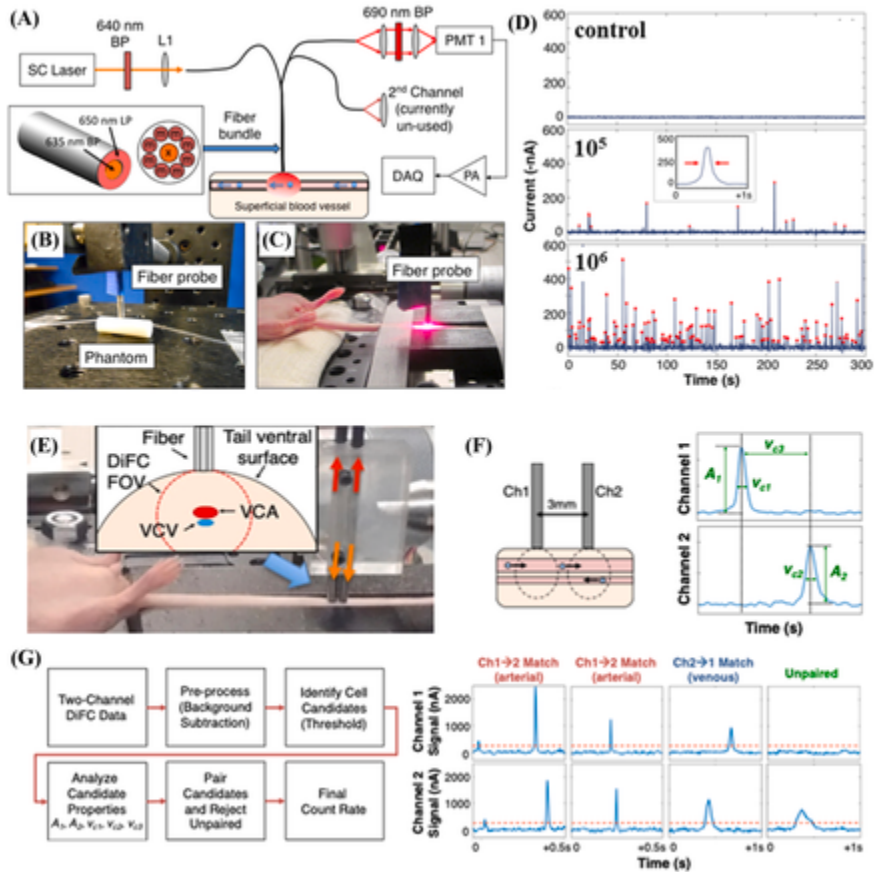 (A)
640 nm
BP
L1
SC Laser
690 nm BP
PMT 1
2nd Channel
(currently
un-used)
650 nm LP
635 nm BP
m
m
m
m
x
m
m
m
m
Fiber
bundle
DAQ
PA
Superficial blood vessel
(B)
Fiber probe
Phantom
(C)
Fiber probe
(D)
control
10⁵
10⁶
600
400
200
0
600
400
200
0
600
400
200
0
500
250
0
0
+1s
Current (-nA)
0 50 100 150 200 250 300
Time (s)
(E)
Fiber
Tail ventral
surface
DiFC
FOV
VCA
VCV
(F)
Ch1
Ch2
3mm
Channel 1
A1
vc1
vc3
Channel 2
vc2
A2
Time (s)
(G)
Two-Channel
DiFC Data
Pre-process
(Background
Subtraction)
Identify Cell
Candidates
(Threshold)
Analyze
Candidate
Properties
A1, A2, vc1, vc2, vc3
Pair
Candidates
and Reject
Unpaired
Final
Count Rate
Ch1→2 Match
(arterial)
Ch1→2 Match
(arterial)
Ch2→1 Match
(venous)
Unpaired
Channel 1
Signal (nA)
2000
1000
0
Channel 2
Signal (nA)
2000
1000
0
0 +0.5s
0 +0.5s
0 +1s
0 +1s
Time (s)